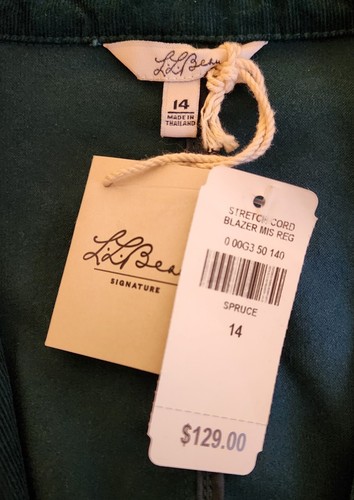 L.L.Bean
14
MADE IN
THAILAND
L.L.Bean
SIGNATURE
STRETCH CORD
BLAZER MIS REG
0 00G3 50 140
SPRUCE
14
$129.00